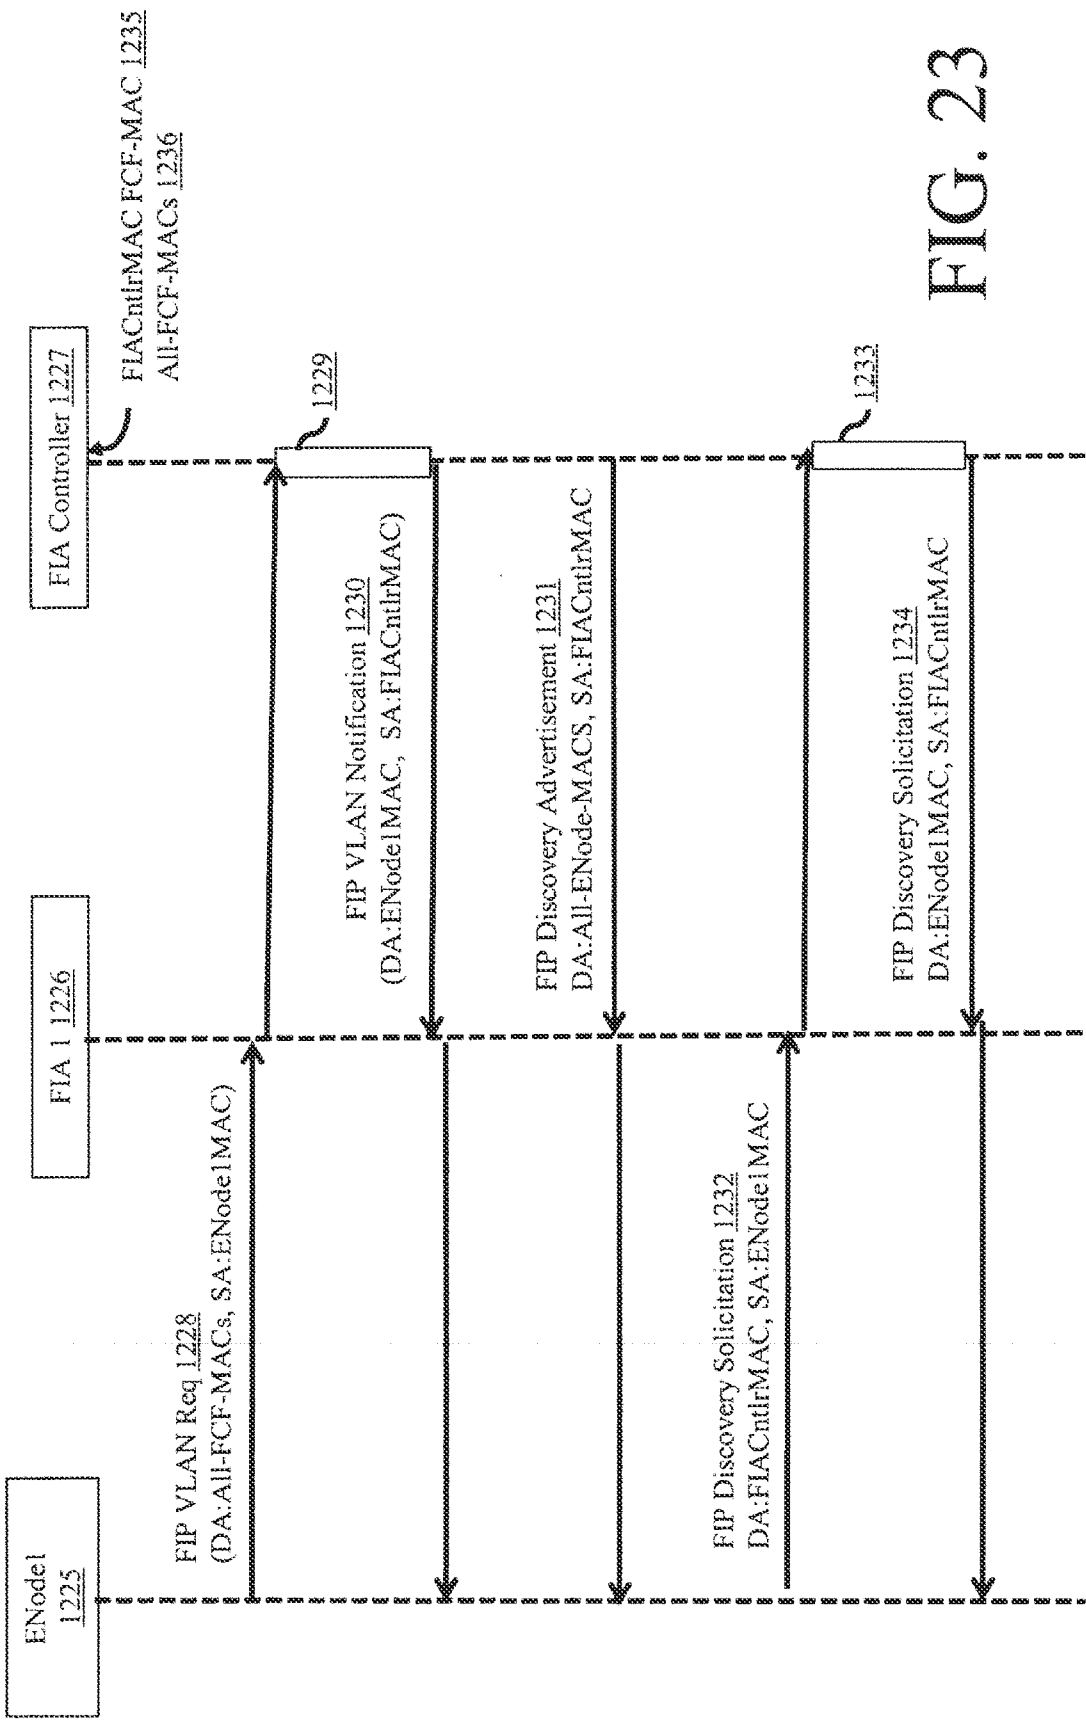 ENode1
1225
FIA 1 1226
FIA Controller 1227
FIACntlrMAC FCF-MAC 1235
All-FCF-MACs 1236
FIP VLAN Req 1228
(DA:All-FCF-MACs, SA:ENode1MAC)
1229
FIP VLAN Notification 1230
(DA:ENode1MAC, SA:FIACntlrMAC)
FIP Discovery Advertisement 1231
DA:All-ENode-MACS, SA:FIACntlrMAC
FIP Discovery Solicitation 1232
DA:FIACntlrMAC, SA:ENode1MAC
1233
FIP Discovery Solicitation 1234
DA:ENode1MAC, SA:FIACntlrMAC
FIG. 23